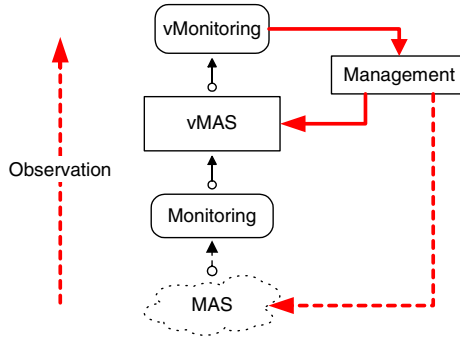 vMonitoring
Management
vMAS
Observation
Monitoring
MAS